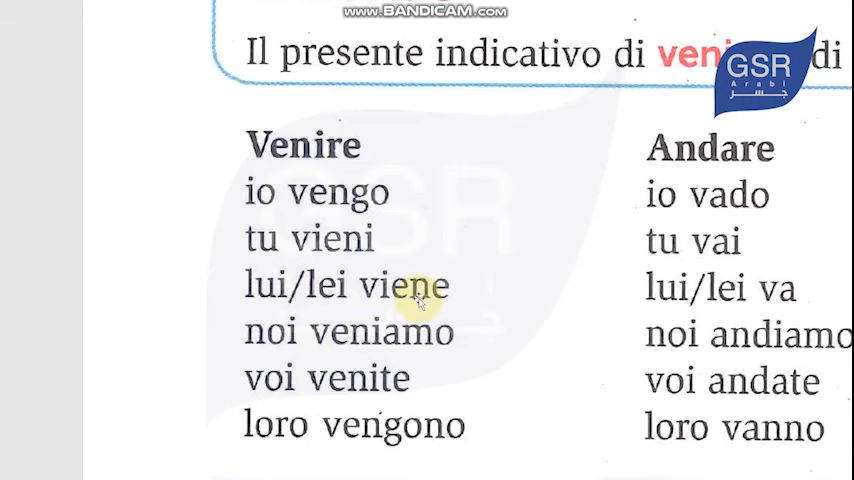 www.BANDICAM.com
Il presente indicativo di veni di
GSR
Arabi
جسر
Venire
io vengo
tu vieni
lui/lei viene
noi veniamo
voi venite
loro vengono
Andare
io vado
tu vai
lui/lei va
noi andiamo
voi andate
loro vanno